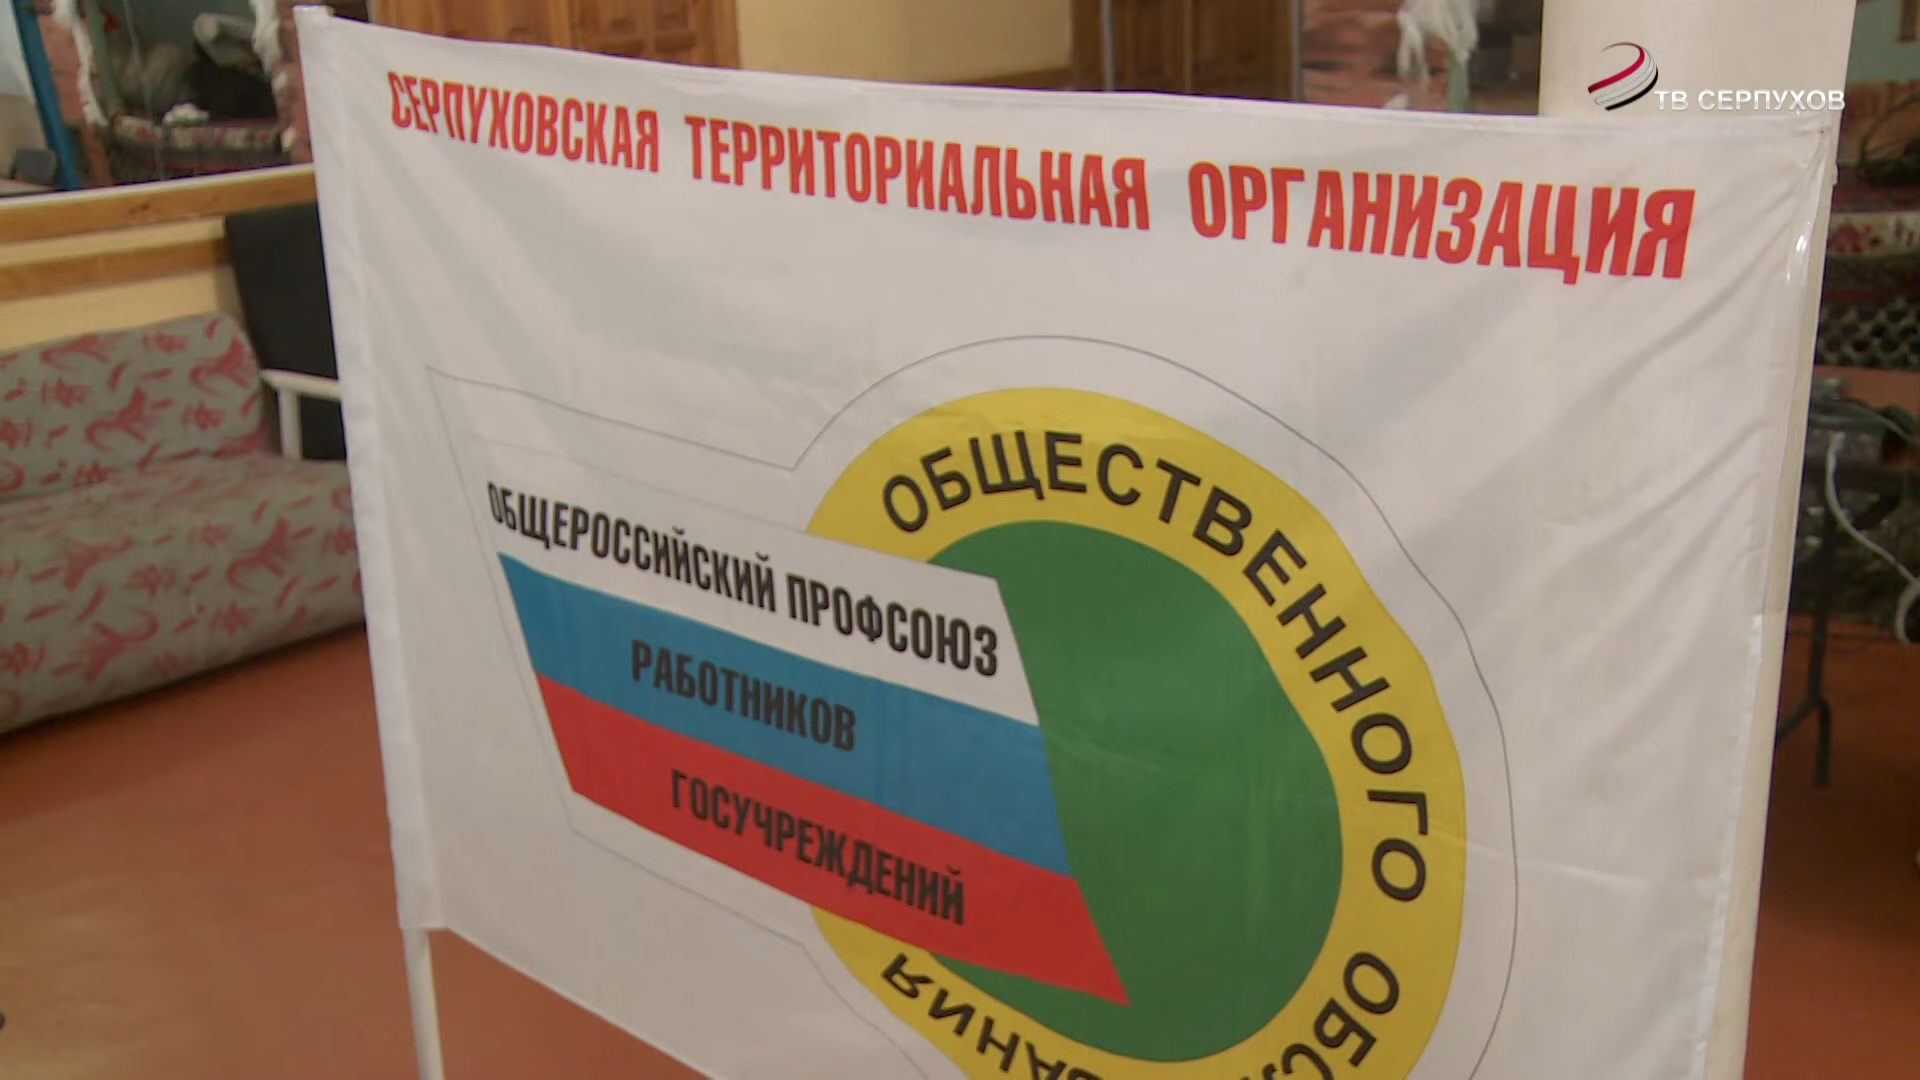 ТВ СЕРПУХОВ
СЕРПУХОВСКАЯ ТЕРРИТОРИАЛЬНАЯ ОРГАНИЗАЦИЯ
ОБЩЕСТВЕННОГО
ОБЩЕРОССИЙСКИЙ ПРОФСОЮЗ
РАБОТНИКОВ
ГОСУЧРЕЖДЕНИЙ